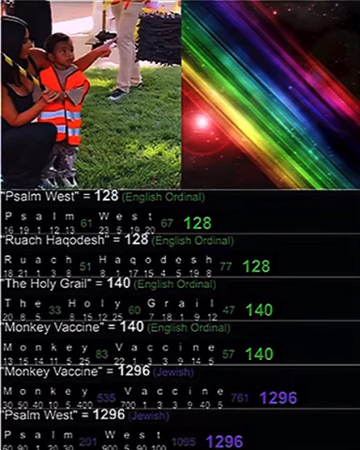 "Psalm West" = 128 (English Ordinal)
P s a l m 61 W e s t 67 128
16 19 1 12 13 23 5 19 20
"Ruach Haqodesh" = 128 (English Ordinal)
R u a c h 51 H a q o d e s h 77 128
18 21 1 3 8 8 1 17 15 4 5 19 8
"The Holy Grail" = 140 (English Ordinal)
T h e 33 H o l y 60 G r a i l 47 140
20 8 5 8 15 12 25 7 18 1 9 12
"Monkey Vaccine" = 140 (English Ordinal)
M o n k e y 83 V a c c i n e 57 140
13 15 14 11 5 25 22 1 3 3 9 14 5
"Monkey Vaccine" = 1296 (Jewish)
M o n k e y 535 V a c c i n e 761 1296
30 50 40 10 5 400 700 1 3 3 9 40 5
"Psalm West" = 1296 (Jewish)
P s a l m 201 W e s t 1095 1296
60 90 1 20 30 900 5 90 100